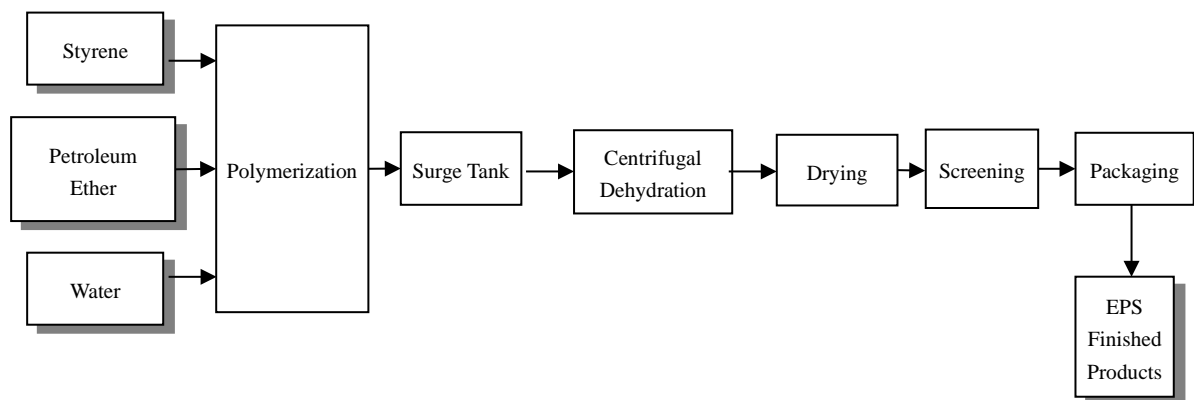 Styrene
Petroleum
Ether
Water
Polymerization
Surge Tank
Centrifugal
Dehydration
Drying
Screening
Packaging
EPS
Finished
Products